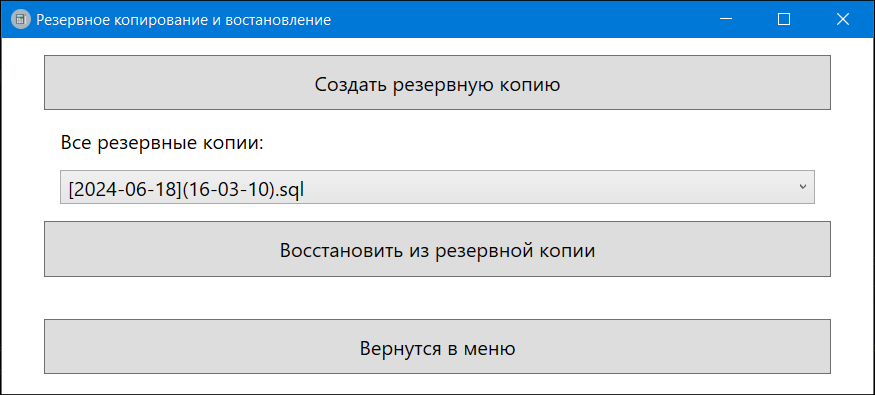 Резервное копирование и востановление
Создать резервную копию
Все резервные копии:
[2024-06-18](16-03-10).sql
Восстановить из резервной копии
Вернутся в меню